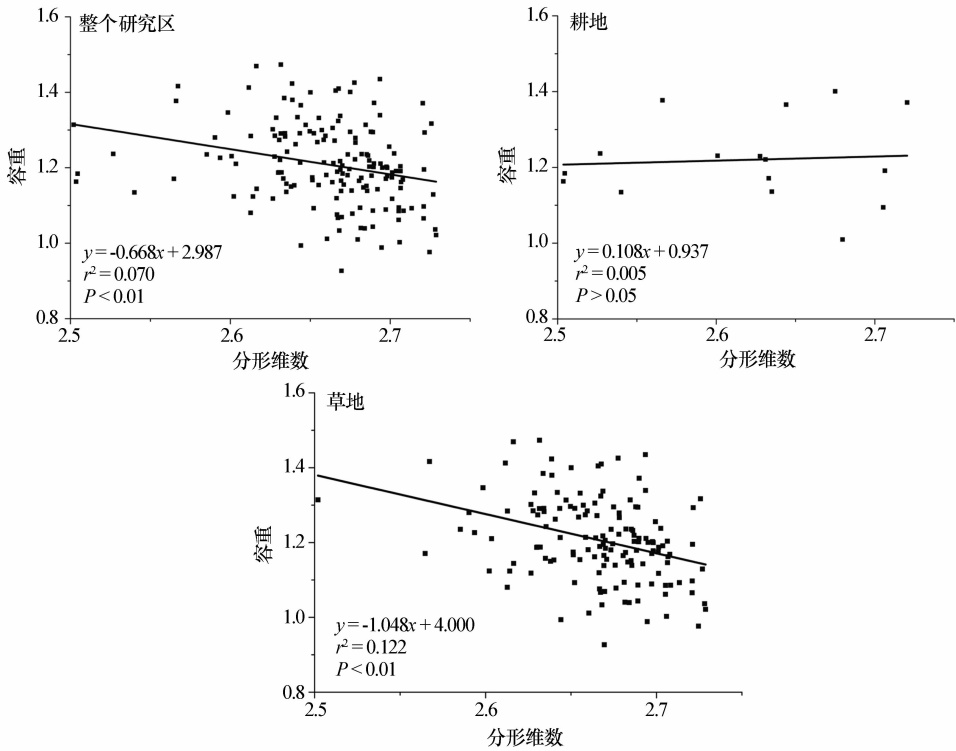 整个研究区
1.6
1.4
1.2
1.0
0.8
容重
y=-0.668x+2.987
r²=0.070
P<0.01
2.5 2.6 2.7
分形维数
耕地
1.6
1.4
1.2
1.0
0.8
容重
y=0.108x+0.937
r²=0.005
P>0.05
2.5 2.6 2.7
分形维数
草地
1.6
1.4
1.2
1.0
0.8
容重
y=-1.048x+4.000
r²=0.122
P<0.01
2.5 2.6 2.7
分形维数